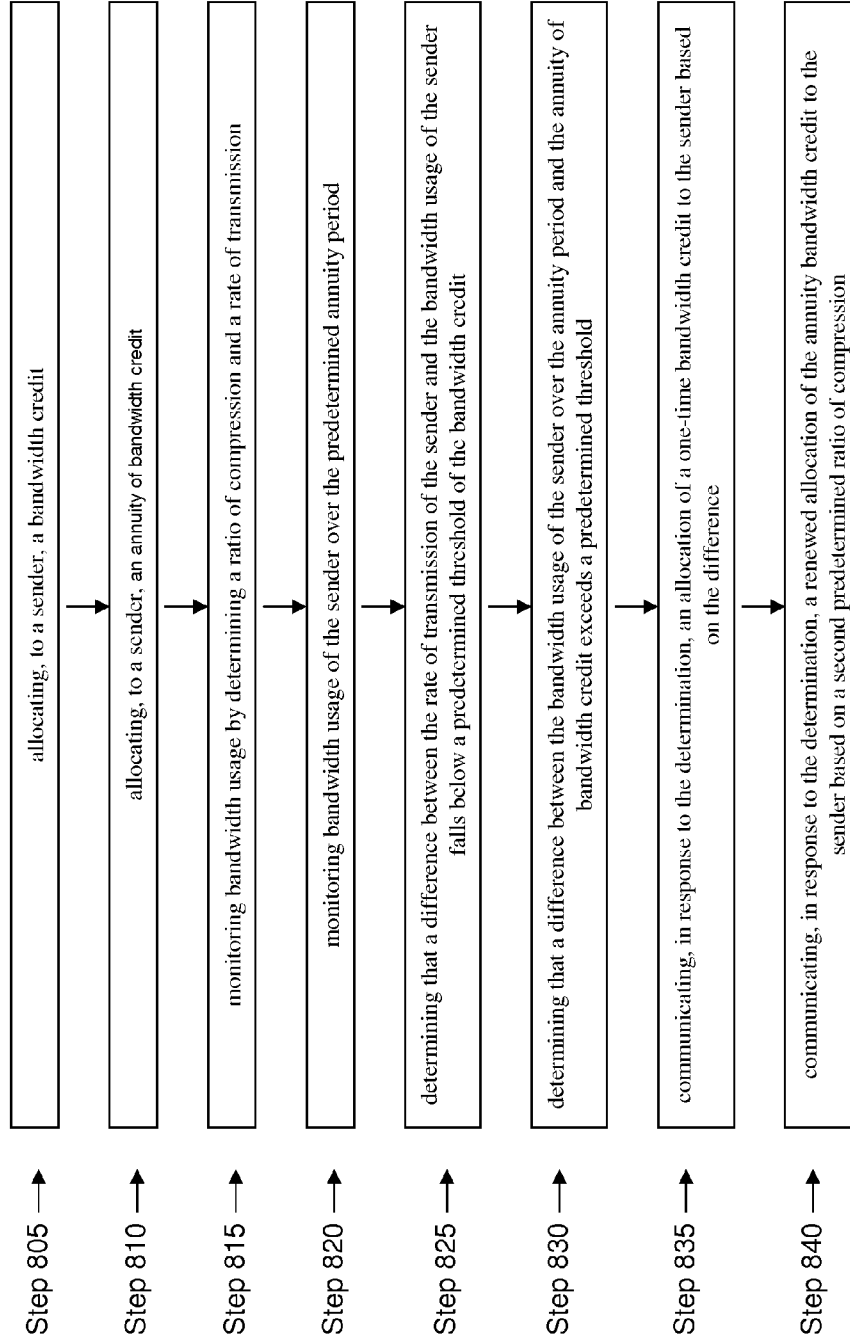 Step 805
allocating, to a sender, a bandwidth credit
Step 810
allocating, to a sender, an annuity of bandwidth credit
Step 815
monitoring bandwidth usage by determining a ratio of compression and a rate of transmission
Step 820
monitoring bandwidth usage of the sender over the predetermined annuity period
Step 825
determining that a difference between the rate of transmission of the sender and the bandwidth usage of the sender
falls below a predetermined threshold of the bandwidth credit
Step 830
determining that a difference between the bandwidth usage of the sender over the annuity period and the annuity of
bandwidth credit exceeds a predetermined threshold
Step 835
communicating, in response to the determination, an allocation of a one-time bandwidth credit to the sender based
on the difference
Step 840
communicating, in response to the determination, a renewed allocation of the annuity bandwidth credit to the
sender based on a second predetermined ratio of compression